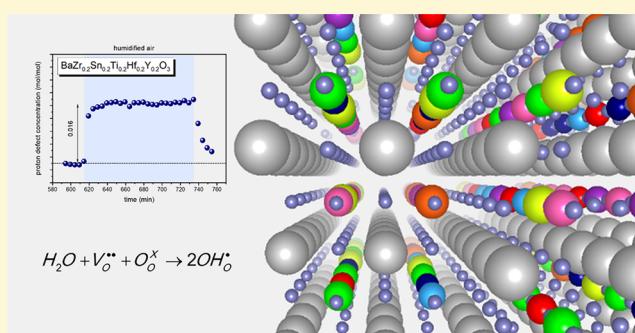 humidified air
BaZr0.2Sn0.2Ti0.2Hf0.2Y0.2O3
proton defect concentration (mol/mol)
0.016
580 600 620 640 660 680 700 720 740 760
time (min)
H2O + VO•• + OOX → 2OHO•